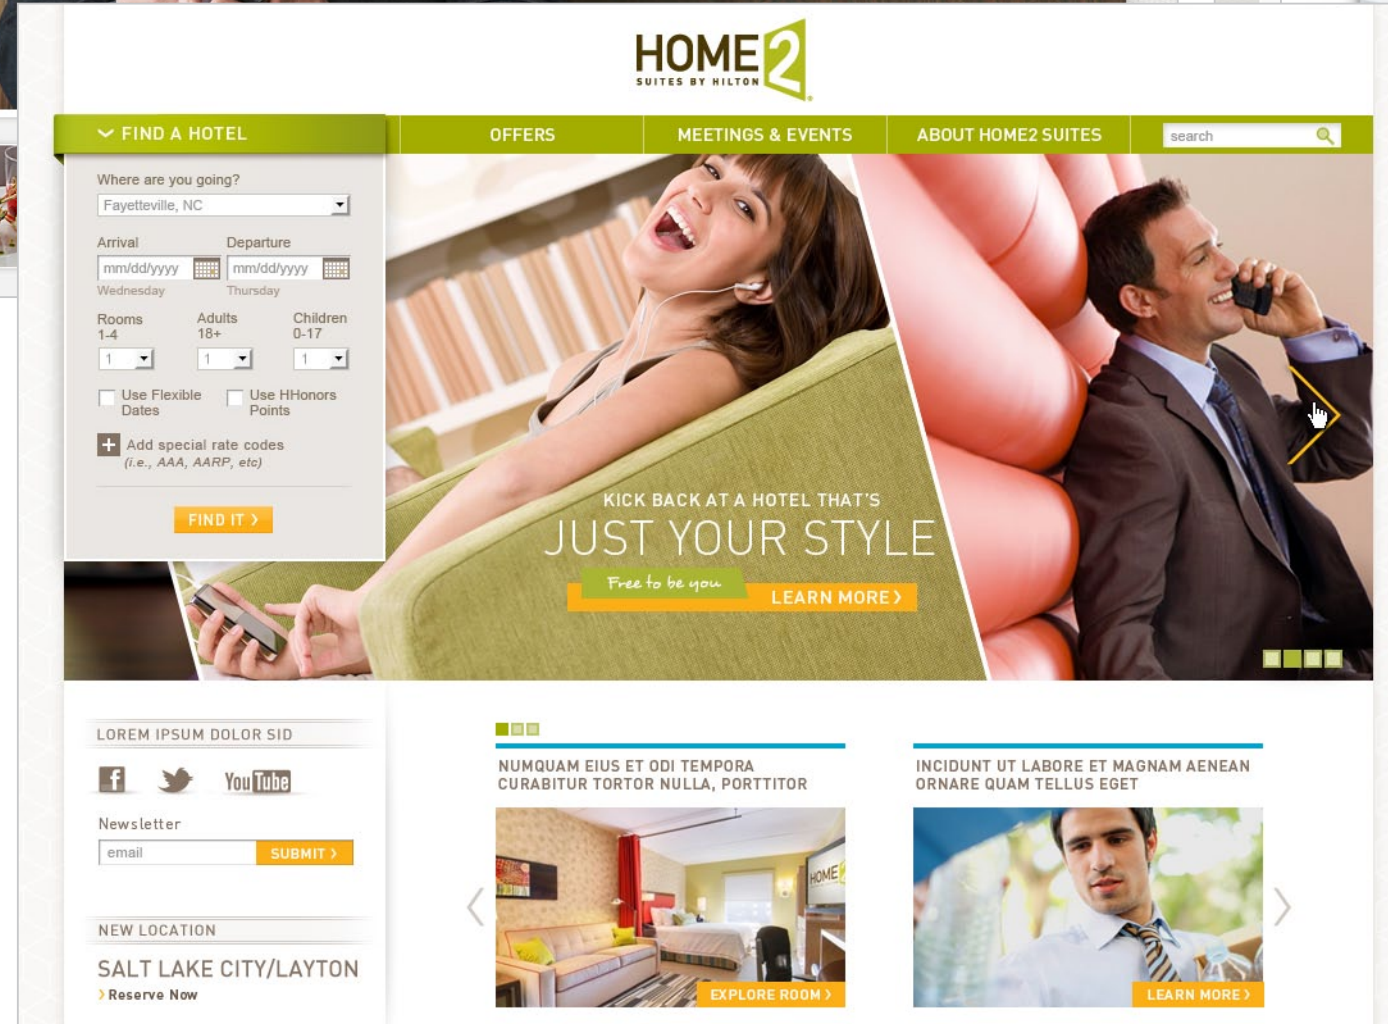 HOME2
SUITES BY HILTON
FIND A HOTEL
OFFERS
MEETINGS & EVENTS
ABOUT HOME2 SUITES
search
Where are you going?
Fayetteville, NC
Arrival
Departure
mm/dd/yyyy
mm/dd/yyyy
Wednesday
Thursday
Rooms
1-4
Adults
18+
Children
0-17
1
1
1
Use Flexible
Dates
Use HHonors
Points
+ Add special rate codes
(i.e., AAA, AARP, etc)
FIND IT >
KICK BACK AT A HOTEL THAT'S
JUST YOUR STYLE
Free to be you
LEARN MORE >
LOREM IPSUM DOLOR SID
f
YouTube
Newsletter
email
SUBMIT >
NEW LOCATION
SALT LAKE CITY/LAYTON
> Reserve Now
NUMQUAM EIUS ET ODI TEMPORA
CURABITUR TORTOR NULLA, PORTTITOR
HOME2
EXPLORE ROOM >
INCIDUNT UT LABORE ET MAGNAM AENEAN
ORNARE QUAM TELLUS EGET
LEARN MORE >